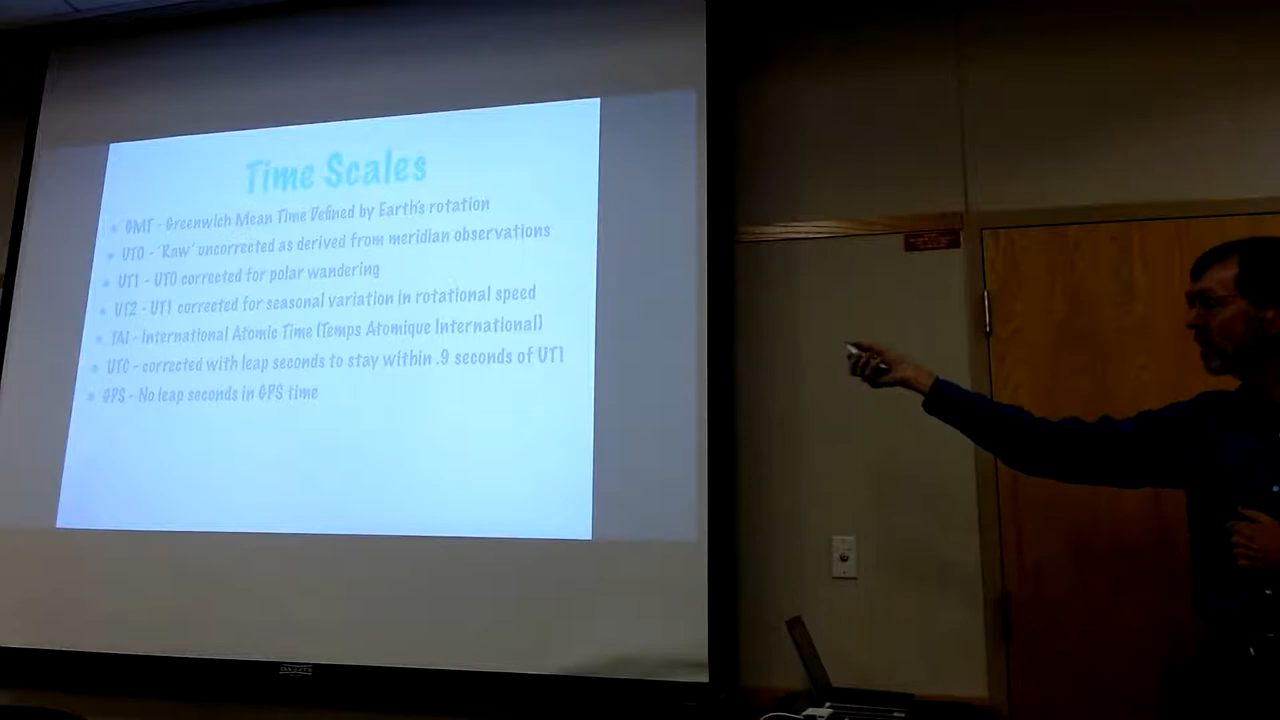 Time Scales
GMT - Greenwich Mean Time Defined by Earth's rotation
UT0 - 'Raw' uncorrected as derived from meridian observations
UT1 - UT0 corrected for polar wandering
UT2 - UT1 corrected for seasonal variation in rotational speed
TAI - International Atomic Time (Temps Atomique International)
UTC - corrected with leap seconds to stay within .9 seconds of UT1
GPS - No leap seconds in GPS time